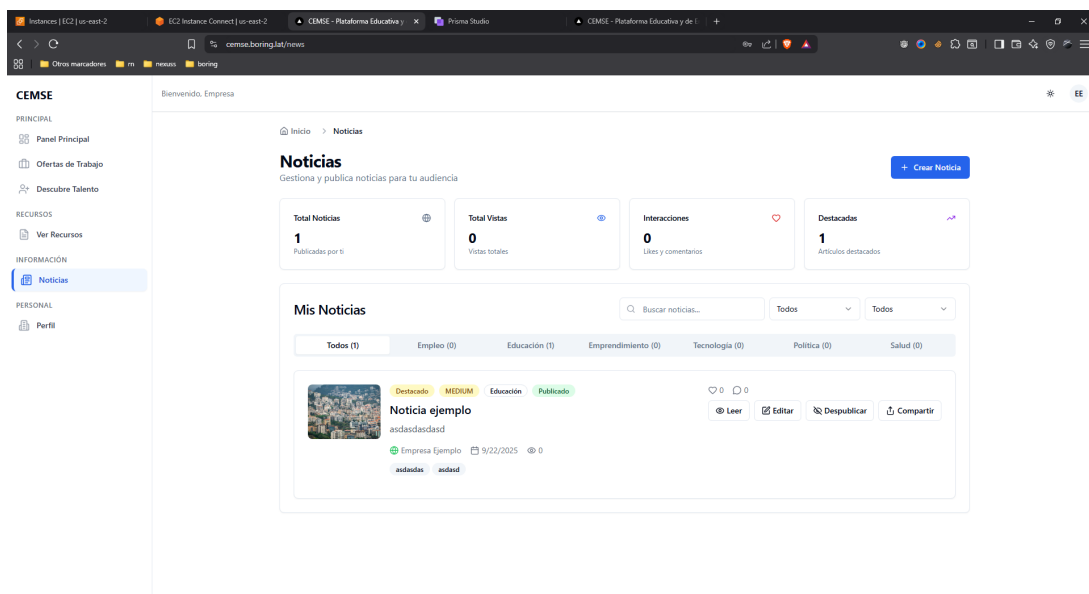 Instances | EC2 | us-east-2
EC2 Instance Connect | us-east-2
CEMSE - Plataforma Educativa y
Prisma Studio
CEMSE - Plataforma Educativa y de E
cemse.boring.lat/news
Otros marcadores
rn
nexuss
boring
CEMSE
Bienvenido, Empresa
EE
PRINCIPAL
Panel Principal
Ofertas de Trabajo
Descubre Talento
RECURSOS
Ver Recursos
INFORMACIÓN
Noticias
PERSONAL
Perfil
Inicio > Noticias
Noticias
Gestiona y publica noticias para tu audiencia
+ Crear Noticia
Total Noticias
1
Publicadas por ti
Total Vistas
0
Vistas totales
Interacciones
0
Likes y comentarios
Destacadas
1
Artículos destacados
Mis Noticias
Buscar noticias...
Todos
Todos
Todos (1)
Empleo (0)
Educación (1)
Emprendimiento (0)
Tecnología (0)
Política (0)
Salud (0)
Destacado MEDIUM Educación Publicado
0 0
Noticia ejemplo
Leer
Editar
Despublicar
Compartir
asdasdasdasd
Empresa Ejemplo 9/22/2025 0
asdasdas asdasd